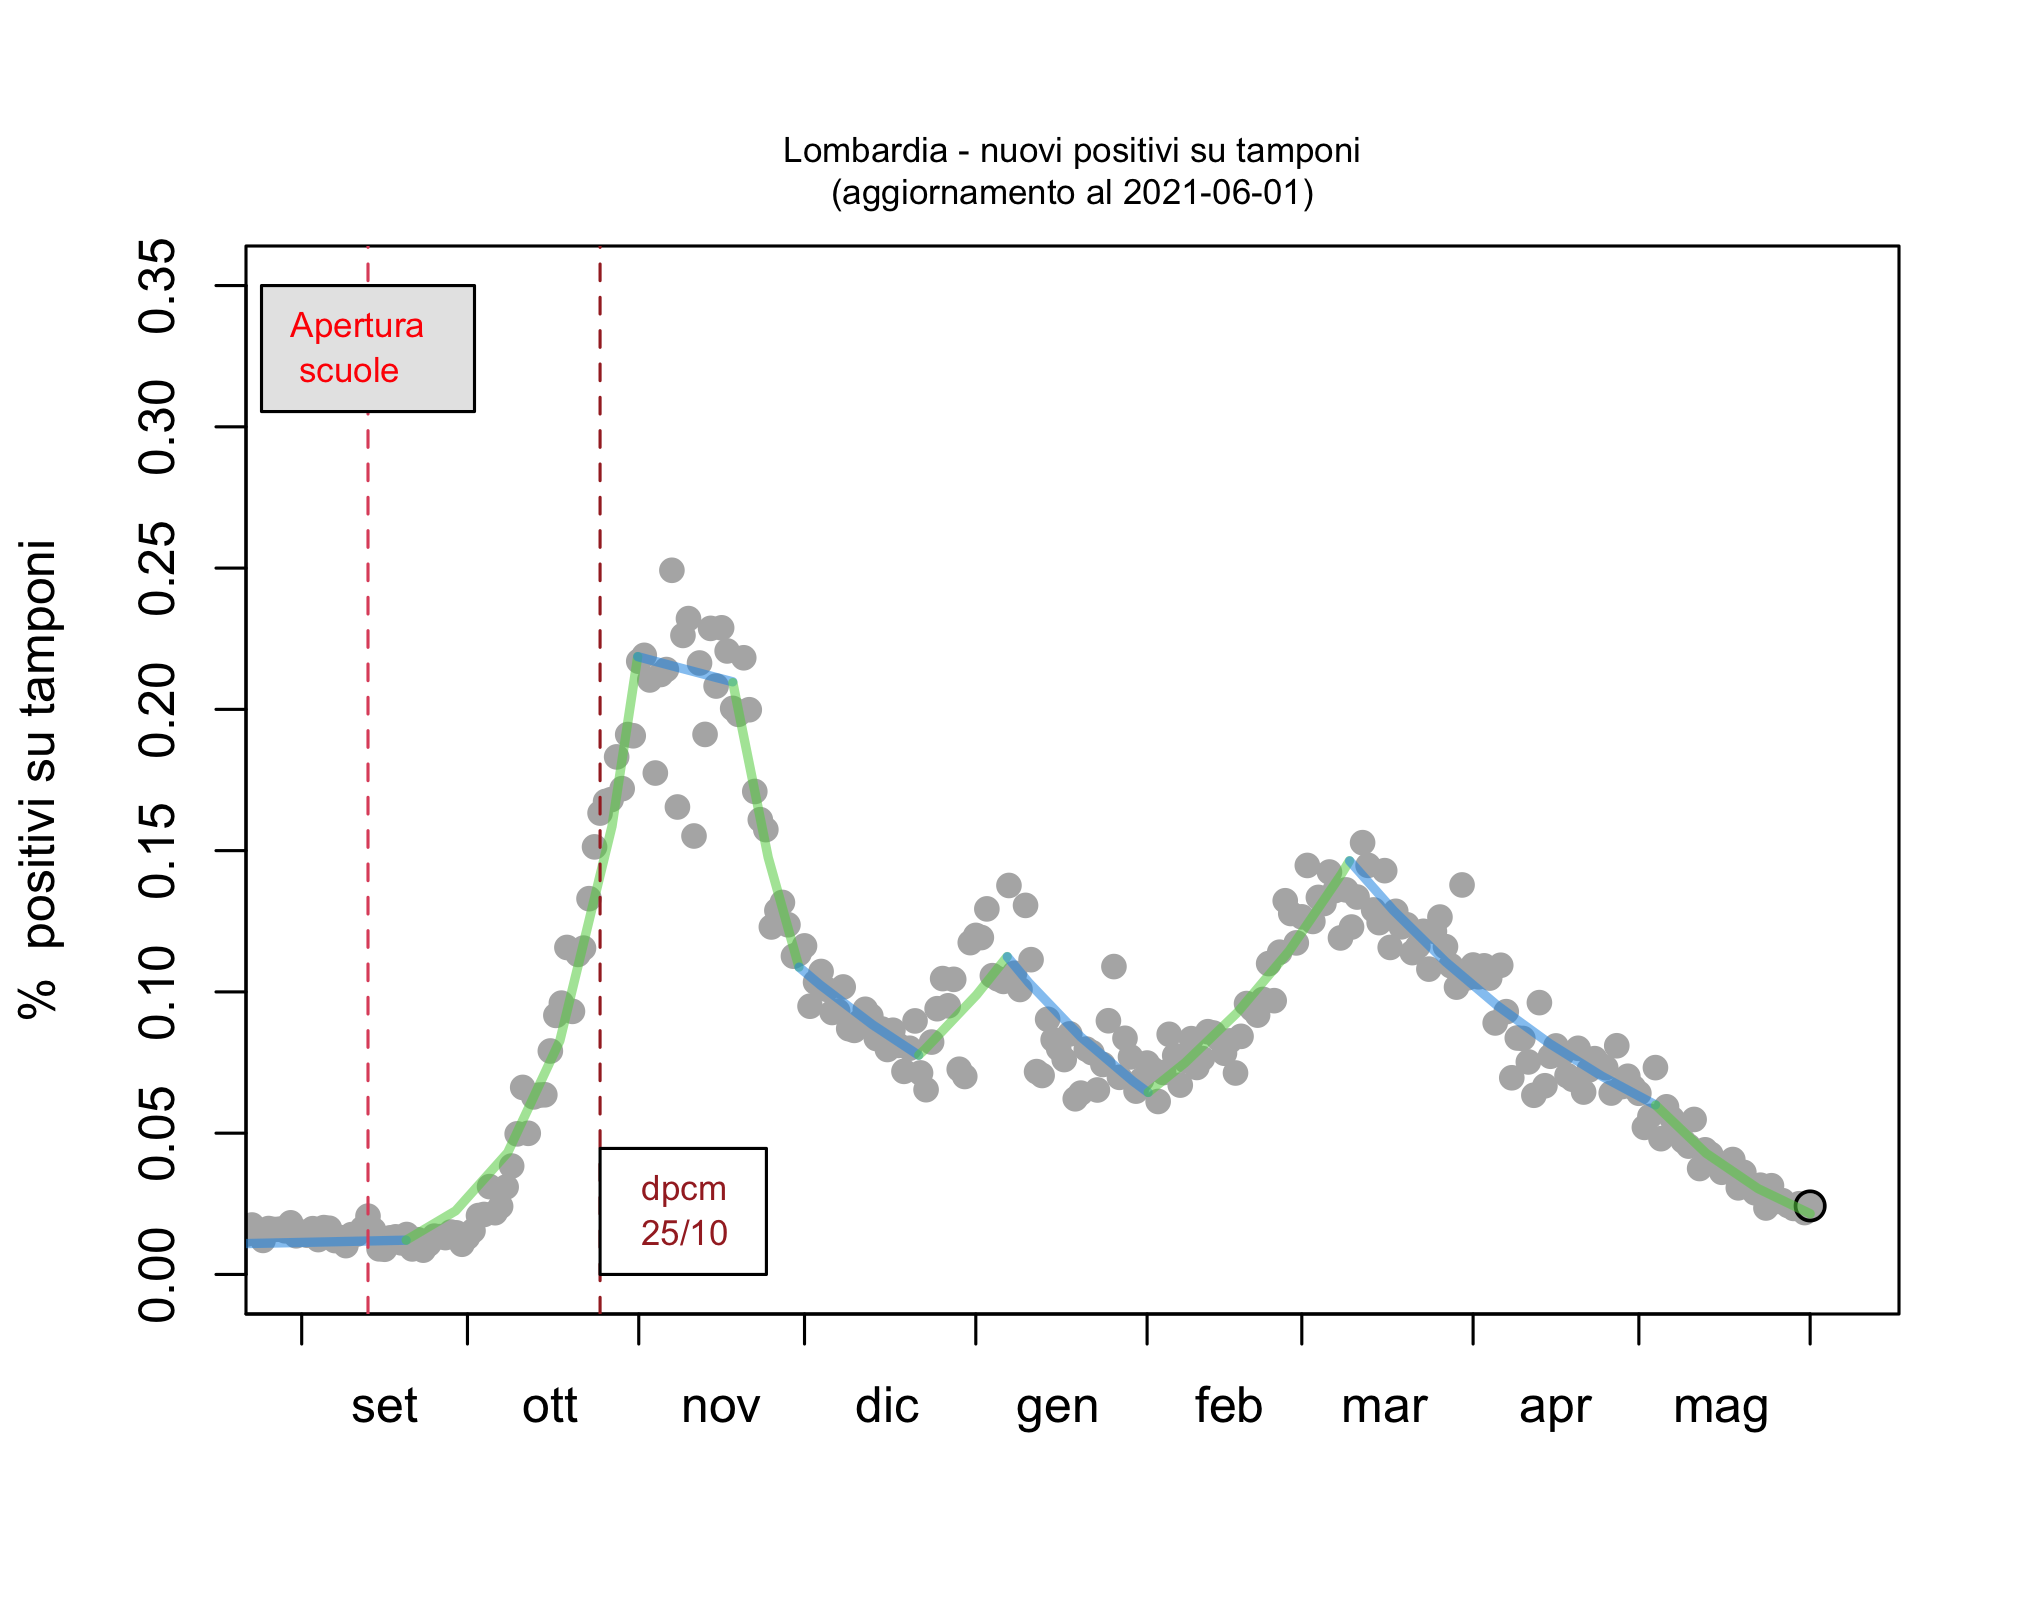 Lombardia - nuovi positivi su tamponi
(aggiornamento al 2021-06-01)
% positivi su tamponi
0.35
0.30
0.25
0.20
0.15
0.10
0.05
0.00
Apertura
scuole
dpcm
25/10
set ott nov dic gen feb mar apr mag